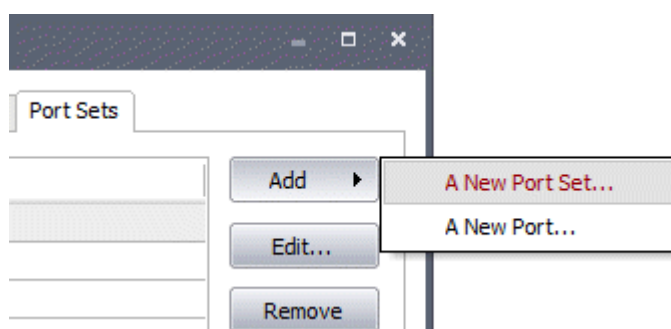 Port Sets
Add
A New Port Set...
A New Port...
Edit...
Remove